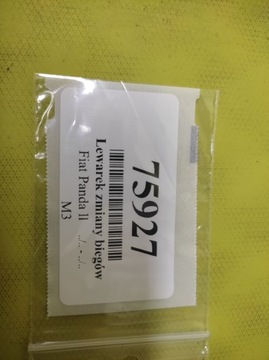 75927
Lewarek zmiany biegów
Fiat Panda II ../.. - ../..
M3